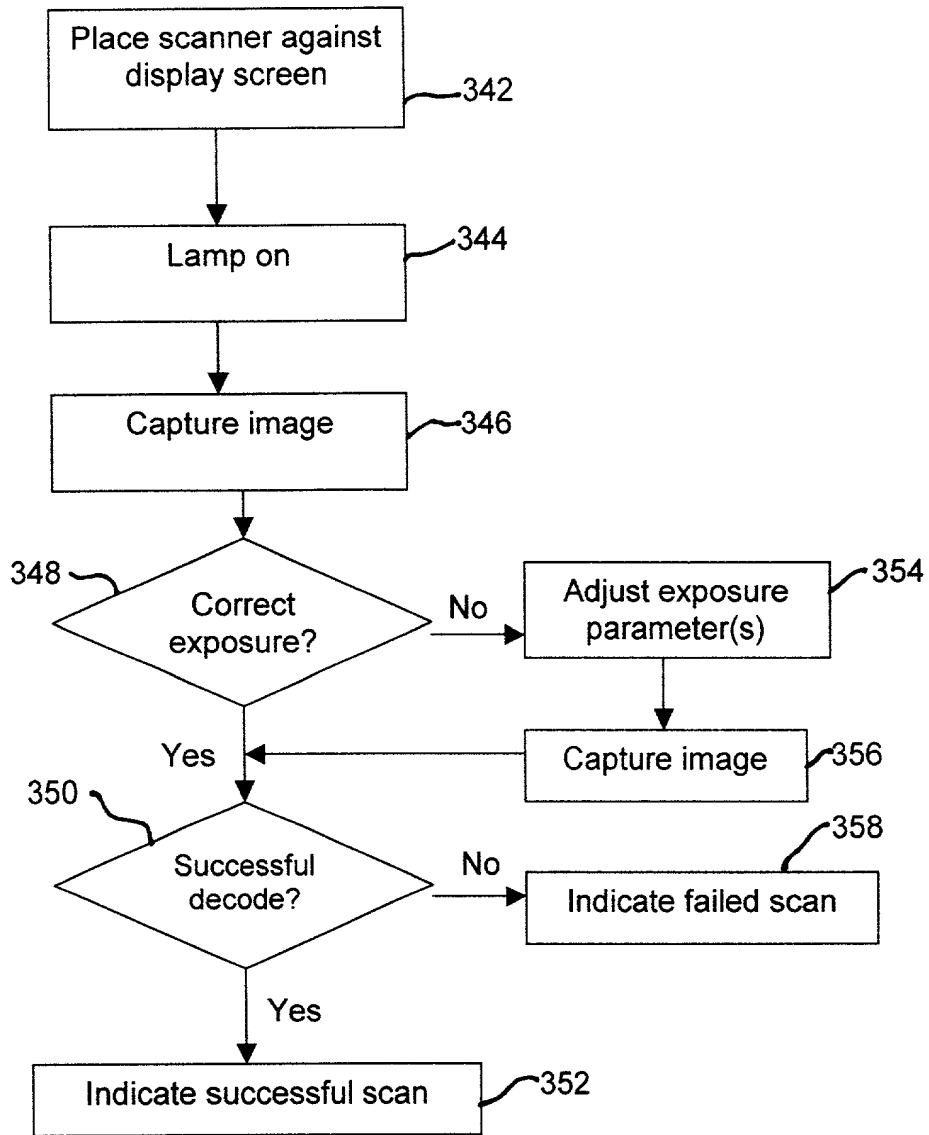 Place scanner against
display screen
342
Lamp on
344
Capture image
346
348
Correct
exposure?
No
Adjust exposure
parameter(s)
354
Yes
Capture image
356
350
Successful
decode?
No
358
Indicate failed scan
Yes
Indicate successful scan
352